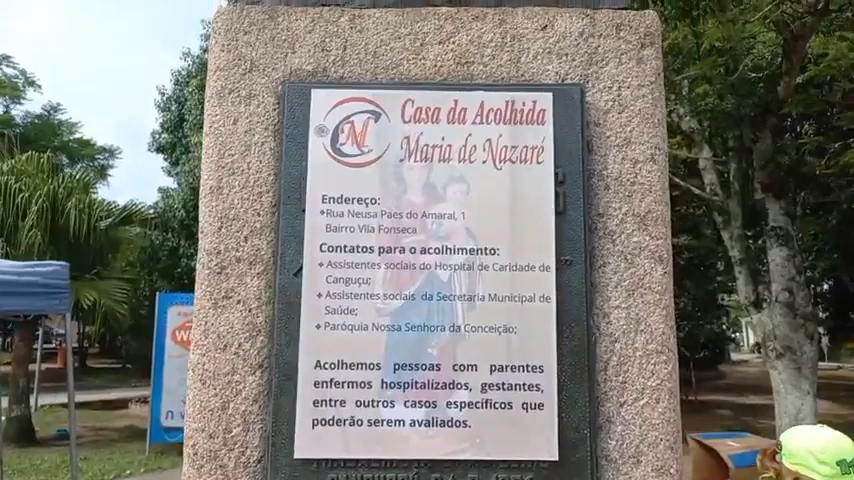 Casa da Acolhida
Maria de Nazaré
M
Endereço:
• Rua Neusa Paes do Amaral, 1
Bairro Vila Fonseca
Contatos para o acolhimento:
• Assistentes sociais do Hospital de Caridade de
Canguçu;
• Assistentes sociais da Secretaria Municipal de
Saúde;
• Paróquia Nossa Senhora da Conceição;
Acolhemos pessoas com parentes
enfermos hospitalizados, gestantes,
entre outros casos específicos que
poderão serem avaliados.